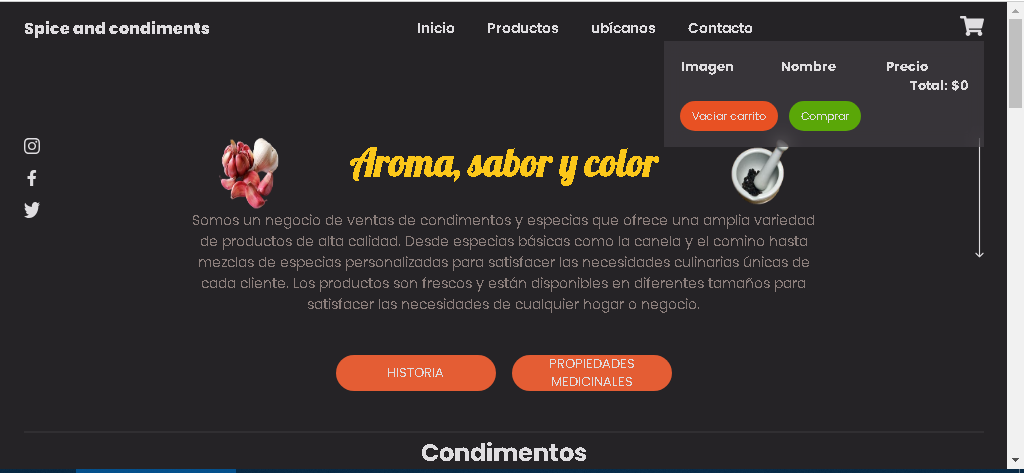 Spice and condiments
Inicio Productos ubícanos Contacto
Imagen Nombre Precio
Total: $0
Vaciar carrito Comprar
Aroma, sabor y color
Somos un negocio de ventas de condimentos y especias que ofrece una amplia variedad
de productos de alta calidad. Desde especias básicas como la canela y el comino hasta
mezclas de especias personalizadas para satisfacer las necesidades culinarias únicas de
cada cliente. Los productos son frescos y están disponibles en diferentes tamaños para
satisfacer las necesidades de cualquier hogar o negocio.
HISTORIA
PROPIEDADES
MEDICINALES
Condimentos